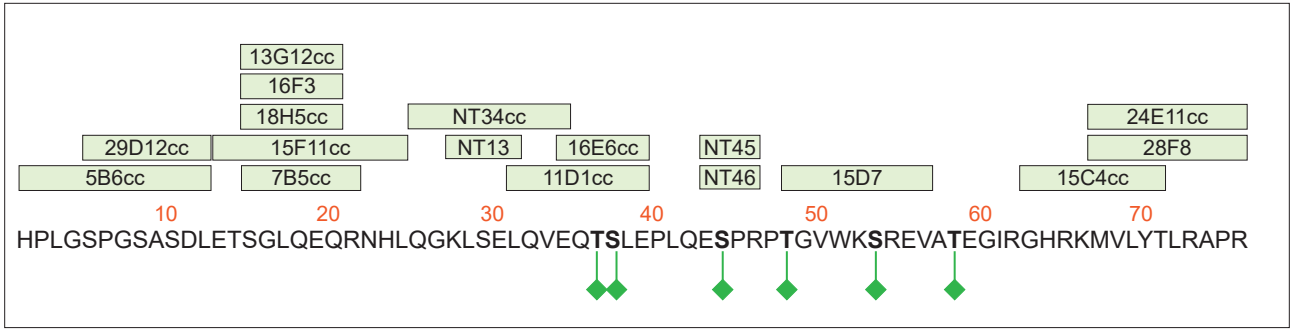 13G12cc
16F3
18H5cc NT34cc 24E11cc
29D12cc 15F11cc NT13 16E6cc NT45 28F8
5B6cc 7B5cc 11D1cc NT46 15D7 15C4cc
10 20 30 40 50 60 70
HPLGSPGSASDLETSGLQEQRNHLQGKLSELQVEQTSLEPLQESPRPTGVWKSREVATEGIRGHRKMVLYTLRAPR